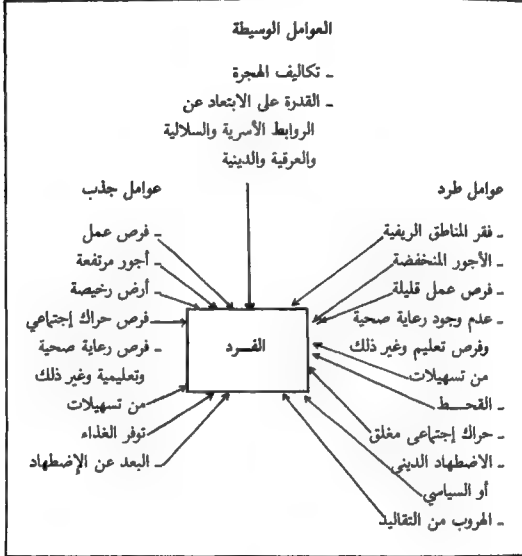 العوامل الوسيطة
ـ تكاليف الهجرة
ـ القدرة على الابتعاد عن
الروابط الأسرية والسلالية
والعرقية والدينية
عوامل طرد
ـ فقر المناطق الريفية
ـ الأجور المنخفضة
ـ فرص عمل قليلة
ـ عدم وجود رعاية صحية
وفرص تعليم وغير ذلك
من تسهيلات
ـ القحــط
ـ حراك إجتماعى مغلق
ـ الاضطهاد الديني
أو السياسي
ـ الهروب من التقاليد
الفــرد
عوامل جذب
ـ فرص عمل
ـ أجور مرتفعة
ـ أرض رخيصة
فرص حراك إجتماعي
ـ فرص رعاية صحية
وتعليمية وغير ذلك
من تسهيلات
توفر الغذاء
ـ البعد عن الإضطهاد